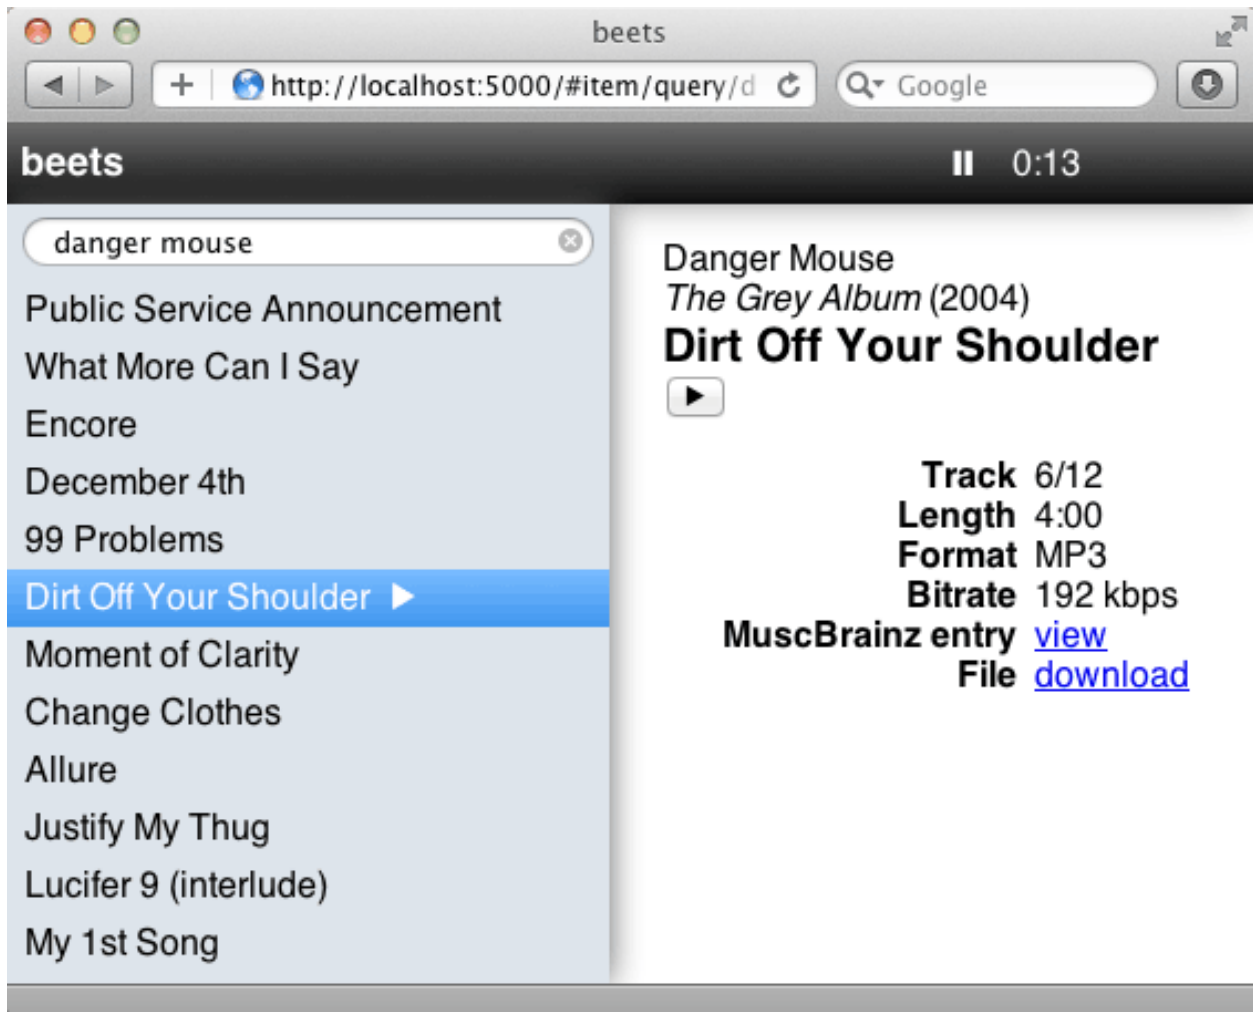 beets
http://localhost:5000/#item/query/d
Google
beets
0:13
danger mouse
Public Service Announcement
What More Can I Say
Encore
December 4th
99 Problems
Dirt Off Your Shoulder
Moment of Clarity
Change Clothes
Allure
Justify My Thug
Lucifer 9 (interlude)
My 1st Song
Danger Mouse
The Grey Album (2004)
Dirt Off Your Shoulder
Track 6/12
Length 4:00
Format MP3
Bitrate 192 kbps
MuscBrainz entry view
File download